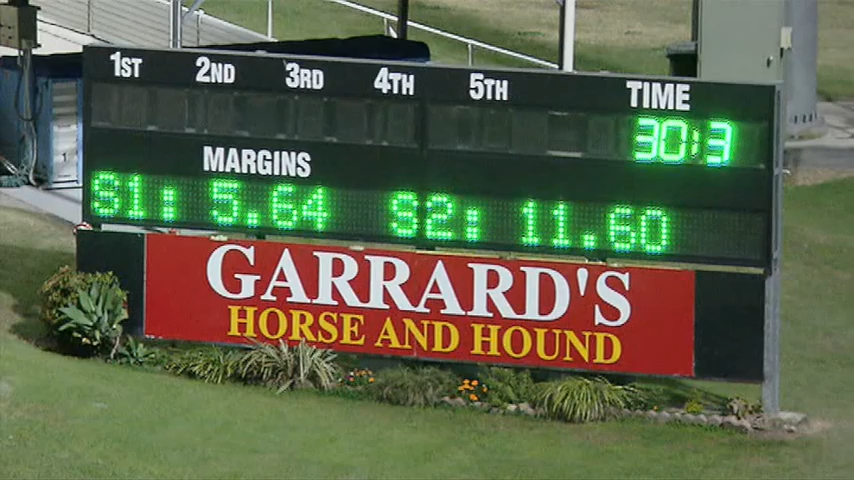 1ST 2ND 3RD 4TH 5TH TIME
30:3
MARGINS
S1: 5.64 S2: 11.60
GARRARD'S
HORSE AND HOUND